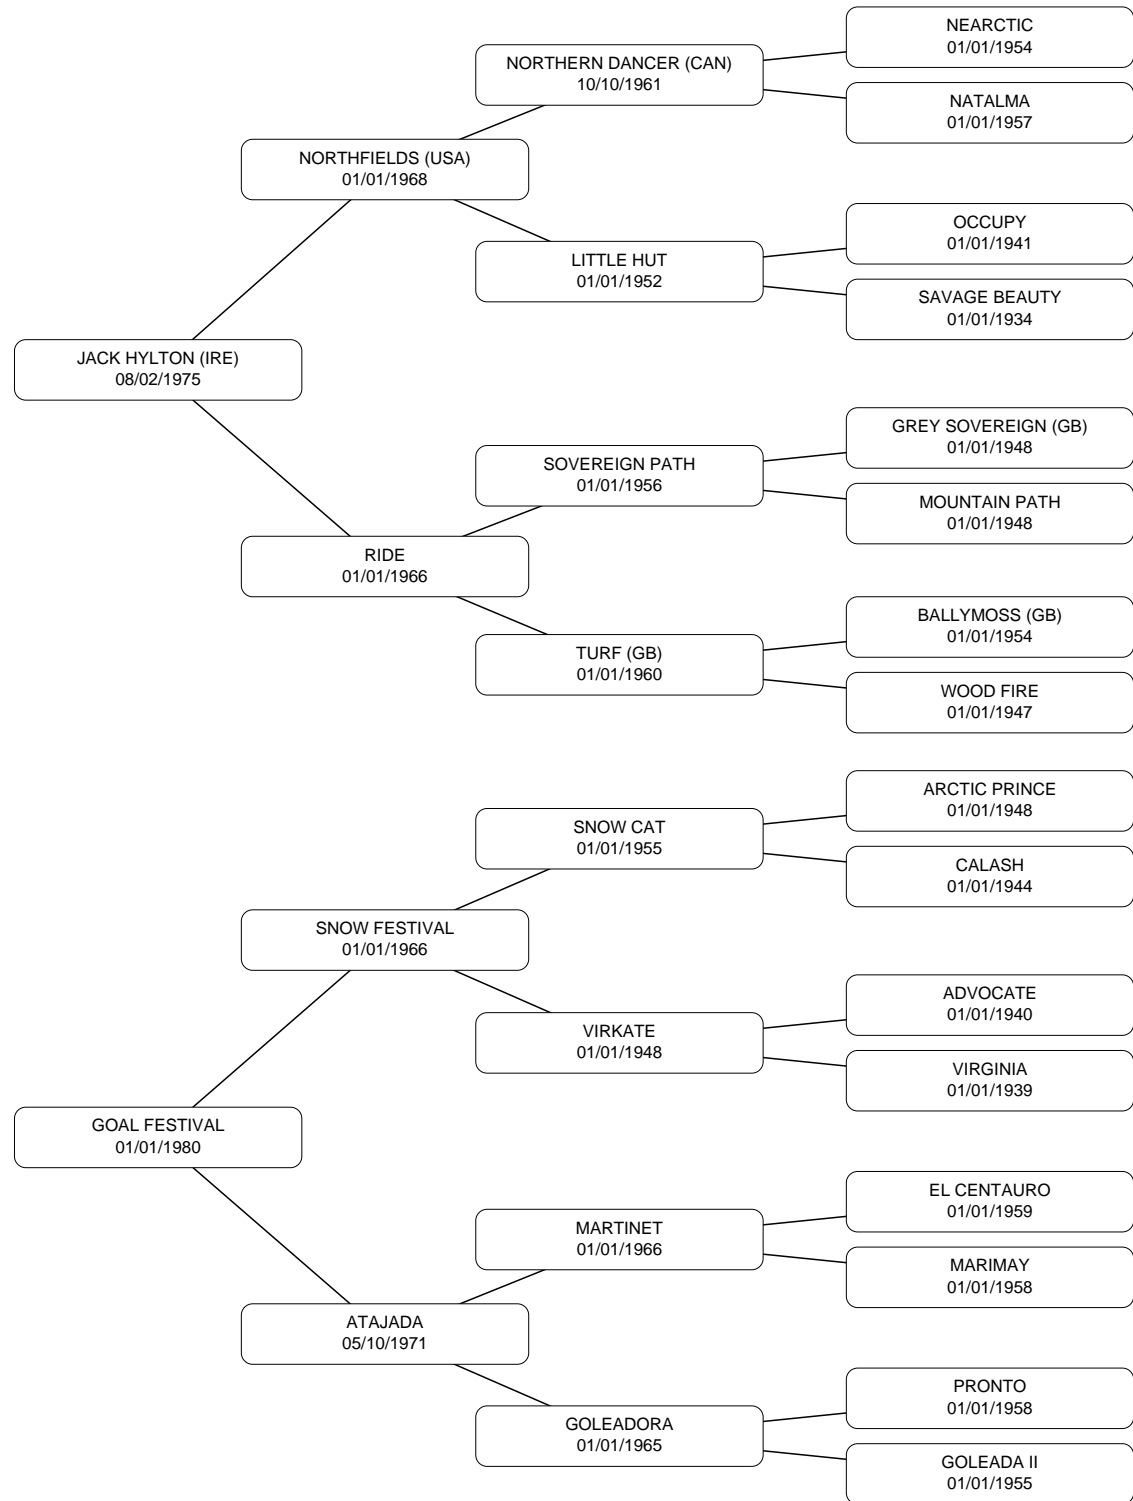 NEARCTIC
01/01/1954
NORTHERN DANCER (CAN)
10/10/1961
NATALMA
01/01/1957
NORTHFIELDS (USA)
01/01/1968
OCCUPY
01/01/1941
LITTLE HUT
01/01/1952
SAVAGE BEAUTY
01/01/1934
JACK HYLTON (IRE)
08/02/1975
GREY SOVEREIGN (GB)
01/01/1948
SOVEREIGN PATH
01/01/1956
MOUNTAIN PATH
01/01/1948
RIDE
01/01/1966
BALLYMOSS (GB)
01/01/1954
TURF (GB)
01/01/1960
WOOD FIRE
01/01/1947
ARCTIC PRINCE
01/01/1948
SNOW CAT
01/01/1955
CALASH
01/01/1944
SNOW FESTIVAL
01/01/1966
ADVOCATE
01/01/1940
VIRKATE
01/01/1948
VIRGINIA
01/01/1939
GOAL FESTIVAL
01/01/1980
EL CENTAURO
01/01/1959
MARTINET
01/01/1966
MARIMAY
01/01/1958
ATAJADA
05/10/1971
PRONTO
01/01/1958
GOLEADORA
01/01/1965
GOLEADA II
01/01/1955